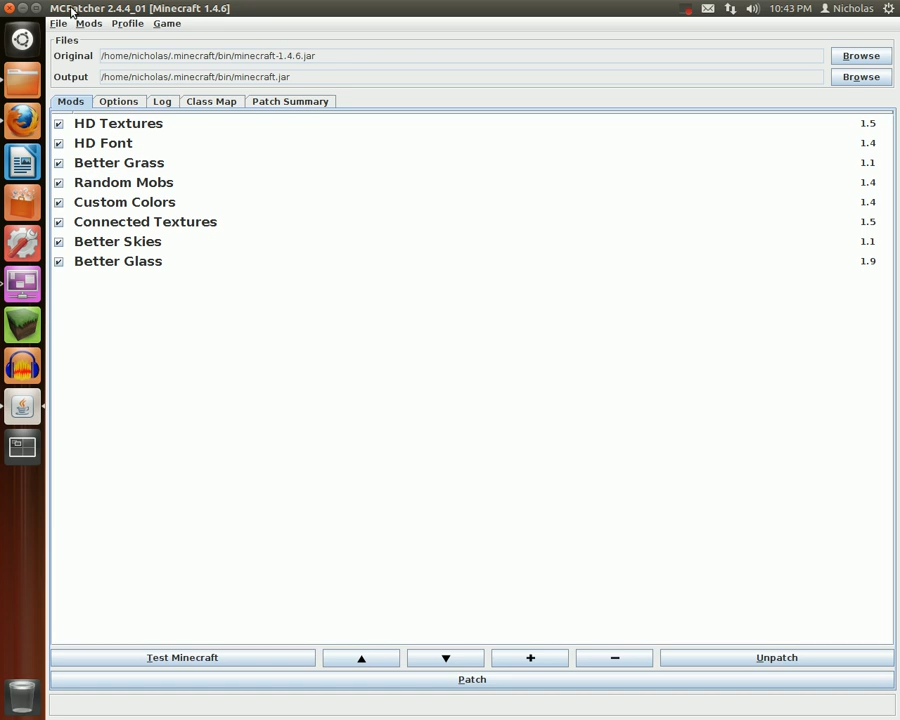 MCPatcher 2.4.4_01 [Minecraft 1.4.6] 10:43 PM Nicholas
File Mods Profile Game
Files
Original /home/nicholas/.minecraft/bin/minecraft-1.4.6.jar Browse
Output /home/nicholas/.minecraft/bin/minecraft.jar Browse
Mods Options Log Class Map Patch Summary
HD Textures 1.5
HD Font 1.4
Better Grass 1.1
Random Mobs 1.4
Custom Colors 1.4
Connected Textures 1.5
Better Skies 1.1
Better Glass 1.9
Test Minecraft ▲ ▼ + − Unpatch
Patch